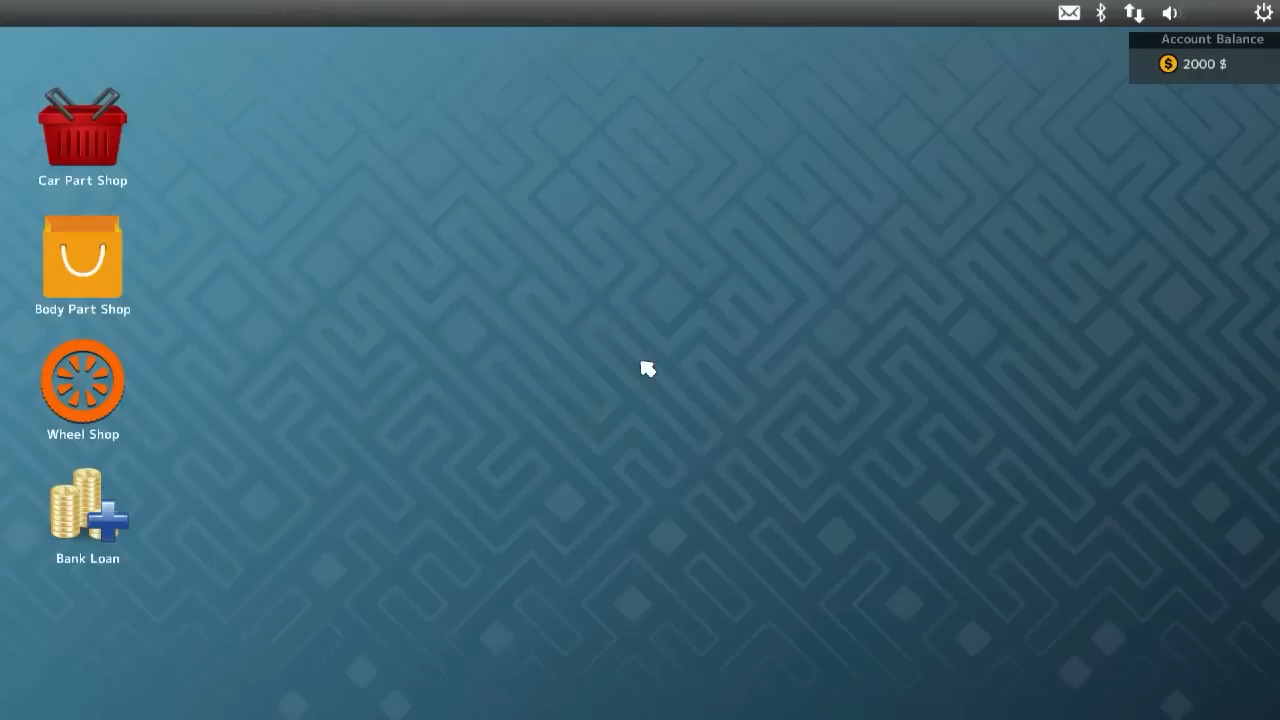 Account Balance
2000 $
Car Part Shop
Body Part Shop
Wheel Shop
Bank Loan